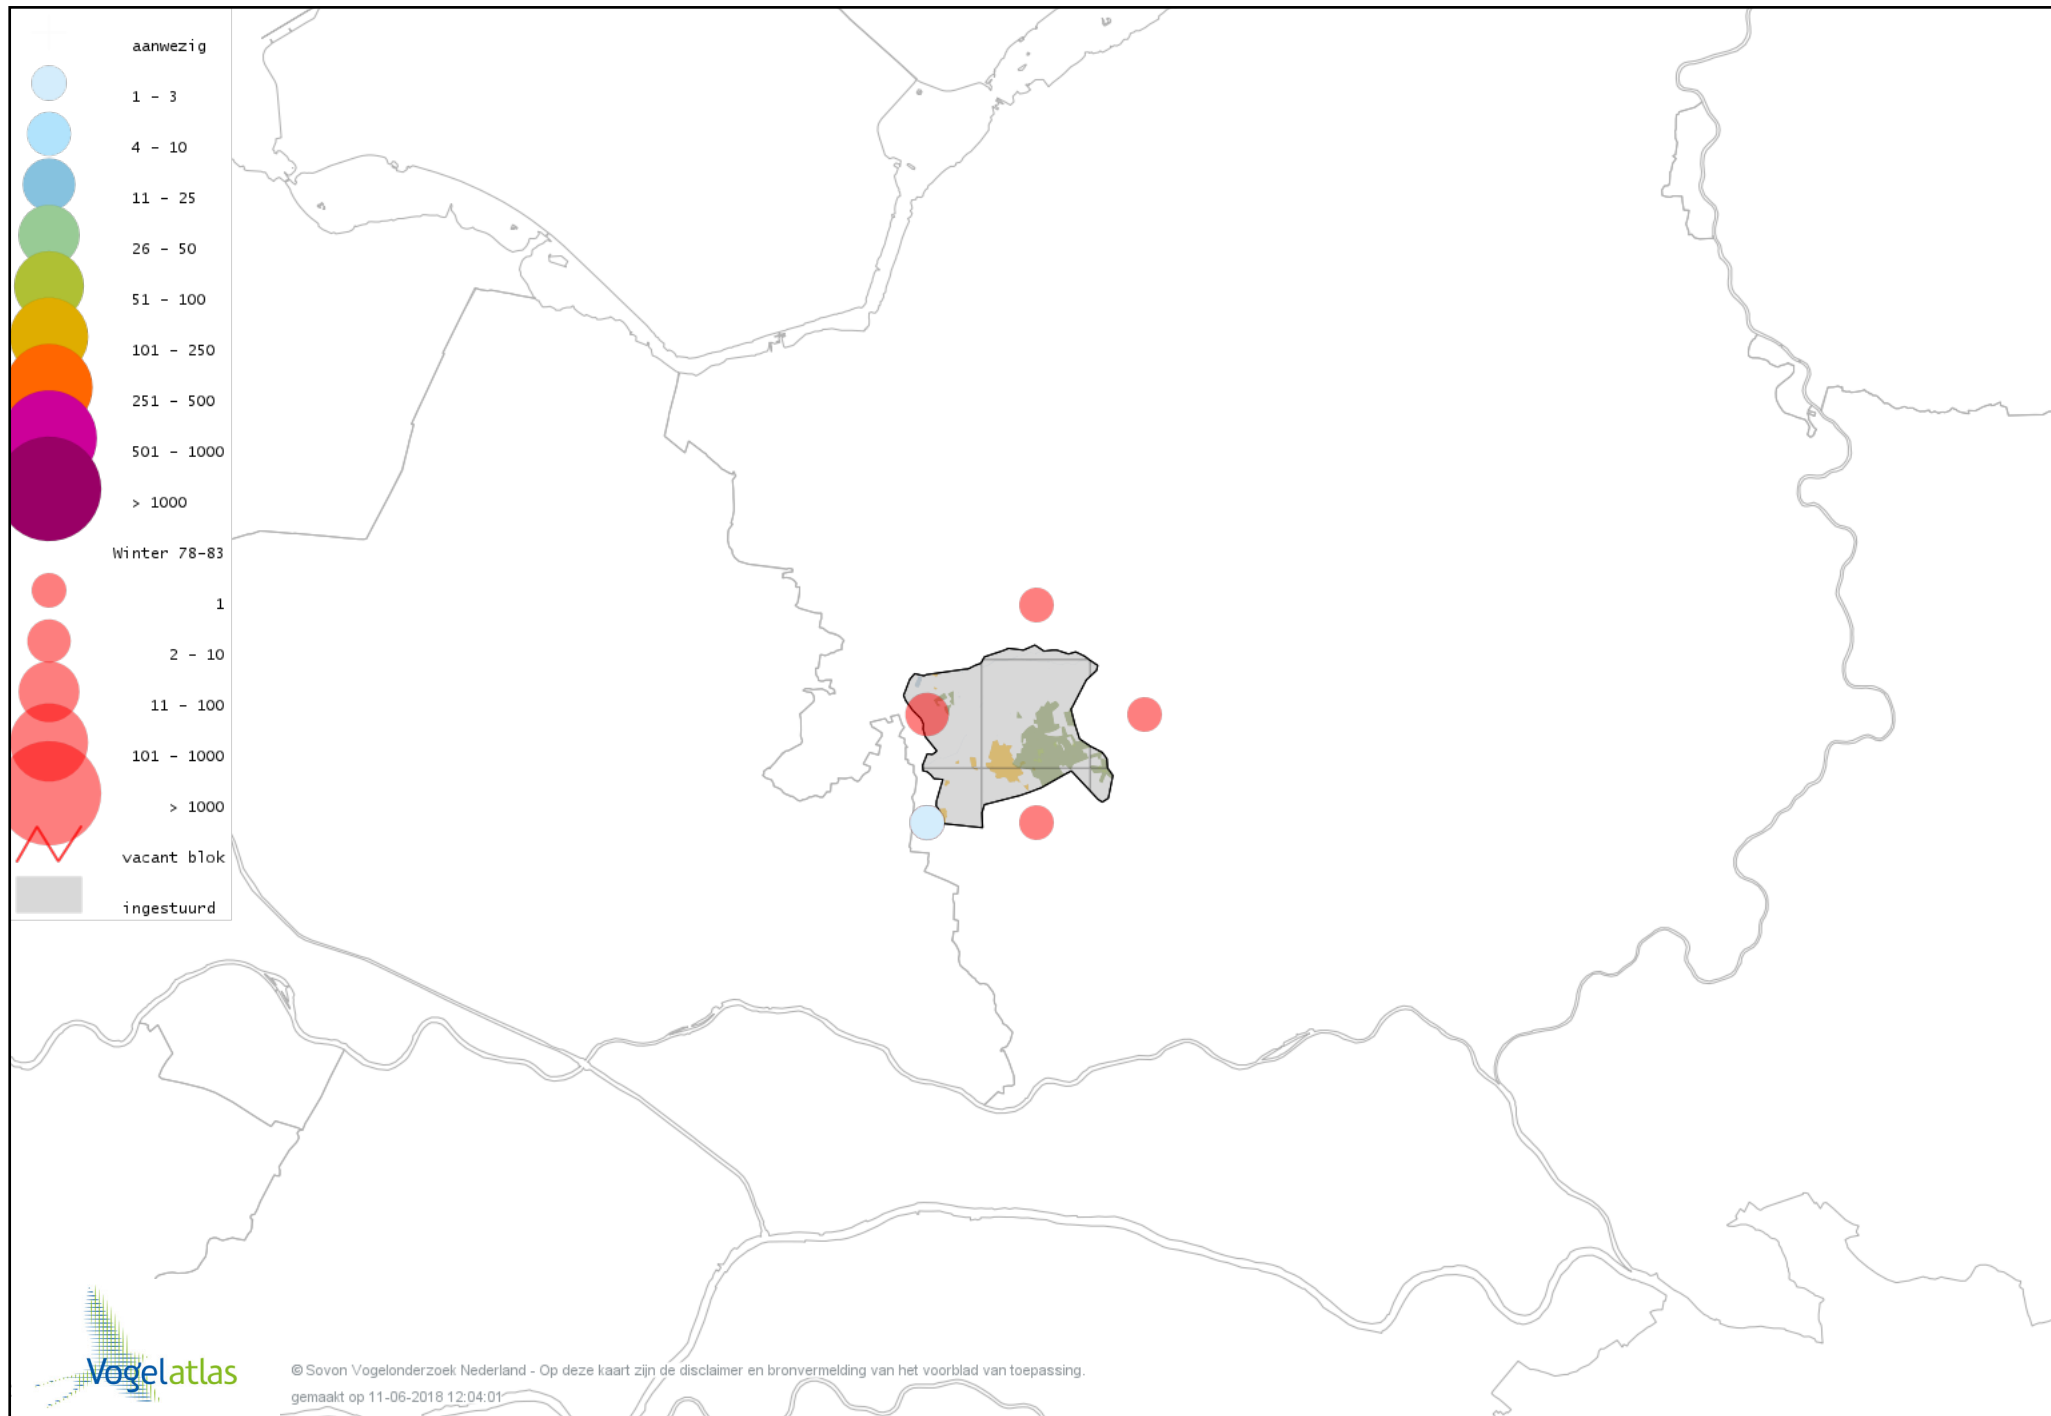 aanwezig
1 - 3
4 - 10
11 - 25
26 - 50
51 - 100
101 - 250
251 - 500
501 - 1000
> 1000
Winter 78-83
1
2 - 10
11 - 100
101 - 1000
> 1000
vacant blok
ingestuurd
Vogelatlas
© Sovon Vogelonderzoek Nederland - Op deze kaart zijn de disclaimer en bronvermelding van het voorblad van toepassing.
gemaakt op 11-06-2018 12:04:01